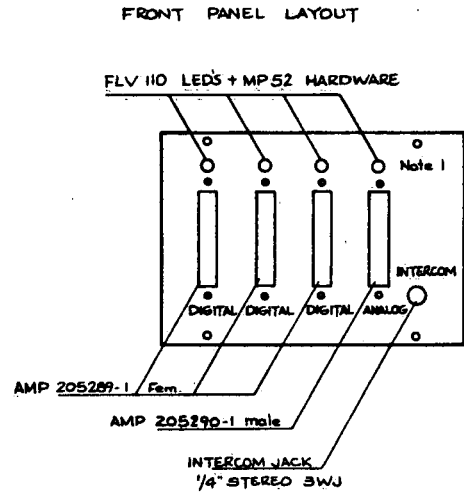 FRONT PANEL LAYOUT
FLV 110 LED'S + MP52 HARDWARE
Note 1
INTERCOM
DIGITAL DIGITAL DIGITAL ANALOG
AMP 205289-1 Fem.
AMP 205290-1 male
INTERCOM JACK
1/4" STEREO 3WJ